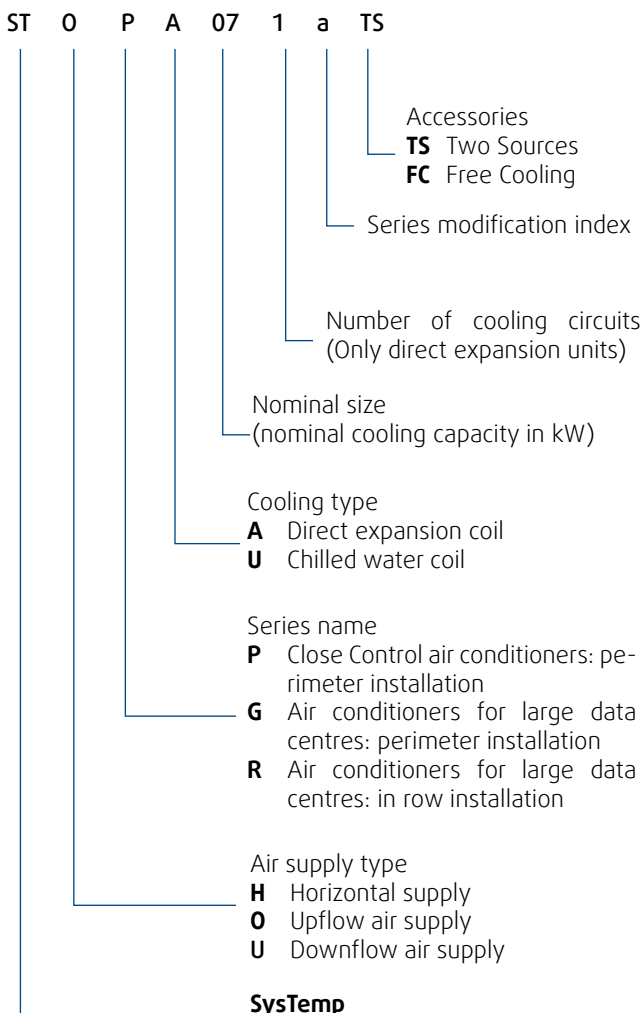 ST O P A 07 1 a TS
Accessories
TS Two Sources
FC Free Cooling
Series modification index
Number of cooling circuits
(Only direct expansion units)
Nominal size
(nominal cooling capacity in kW)
Cooling type
A Direct expansion coil
U Chilled water coil
Series name
P Close Control air conditioners: pe-
rimeter installation
G Air conditioners for large data
centres: perimeter installation
R Air conditioners for large data
centres: in row installation
Air supply type
H Horizontal supply
O Upflow air supply
U Downflow air supply
SysTemp